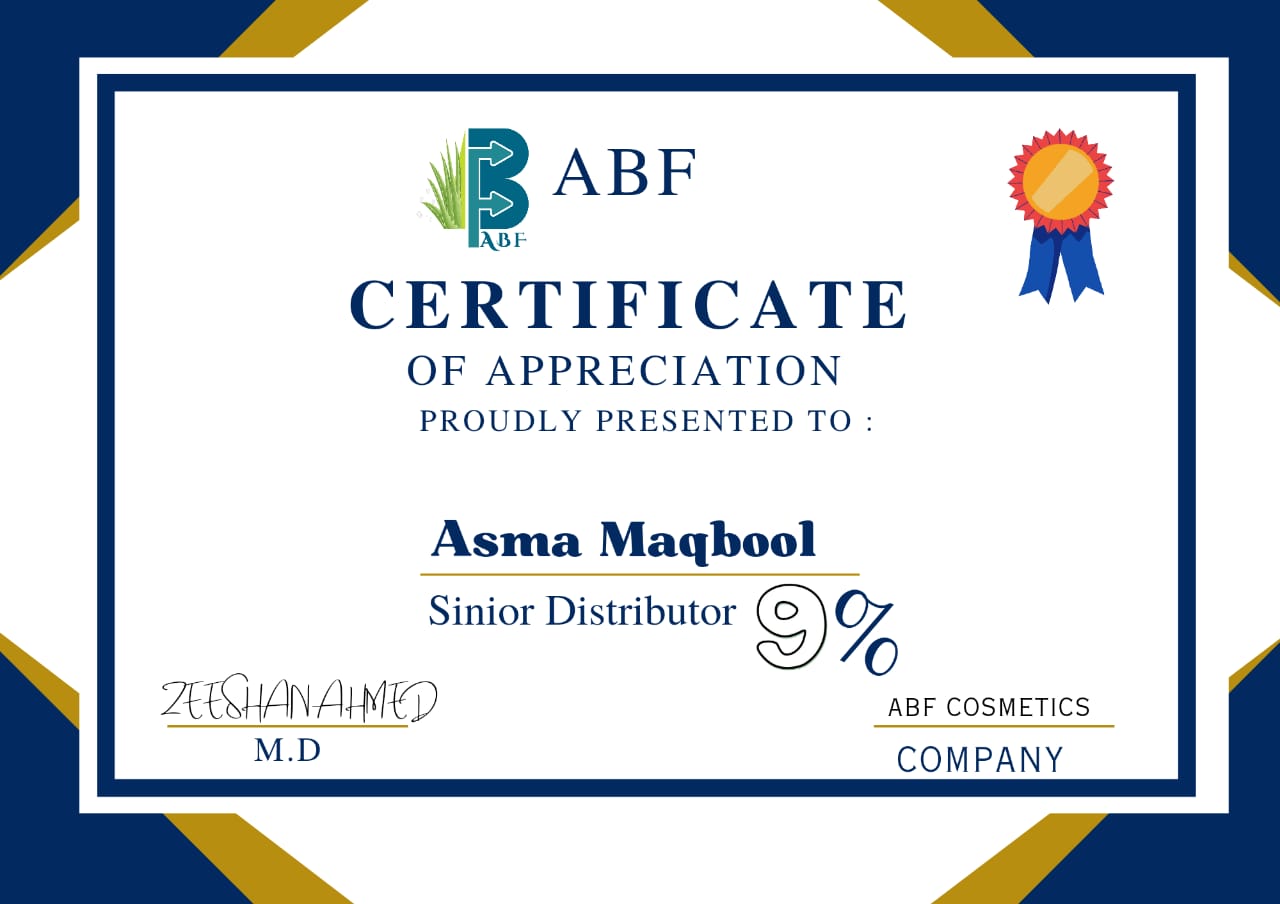 ABF
ABF
CERTIFICATE
OF APPRECIATION
PROUDLY PRESENTED TO :
Asma Maqbool
Sinior Distributor 9%
ZEESHAN AHMED
M.D
ABF COSMETICS
COMPANY